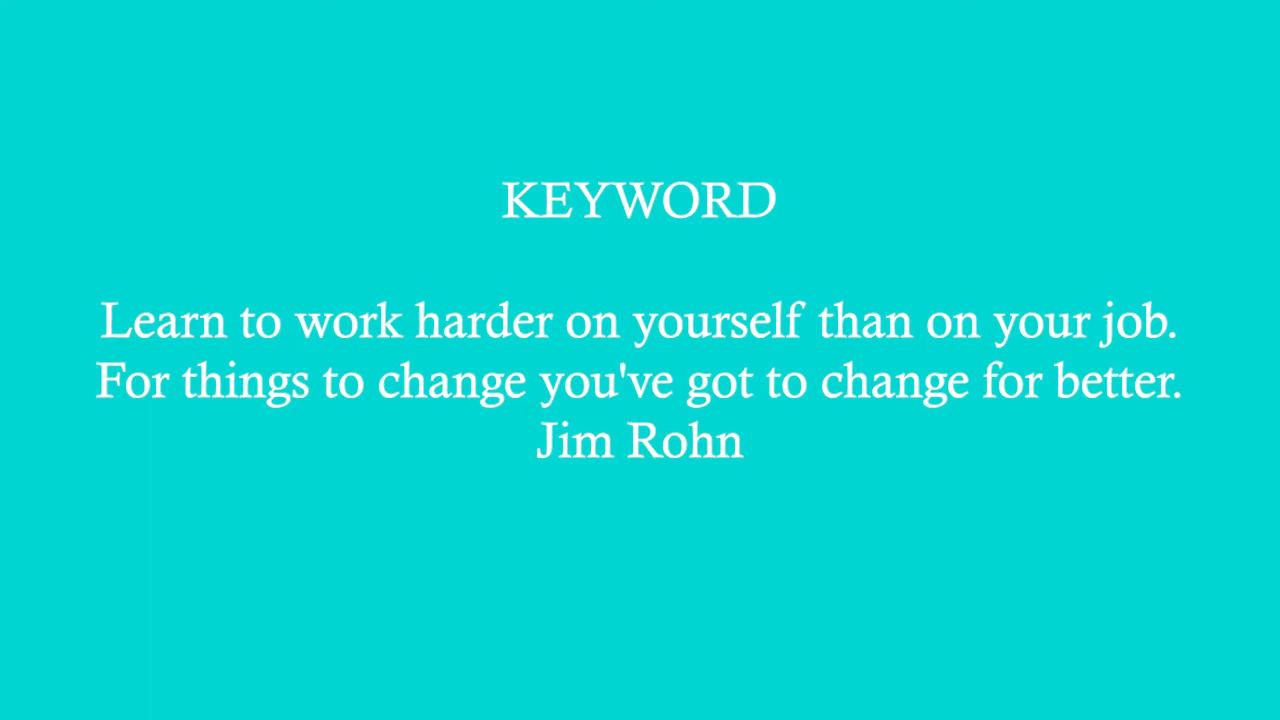 KEYWORD
Learn to work harder on yourself than on your job.
For things to change you've got to change for better.
Jim Rohn